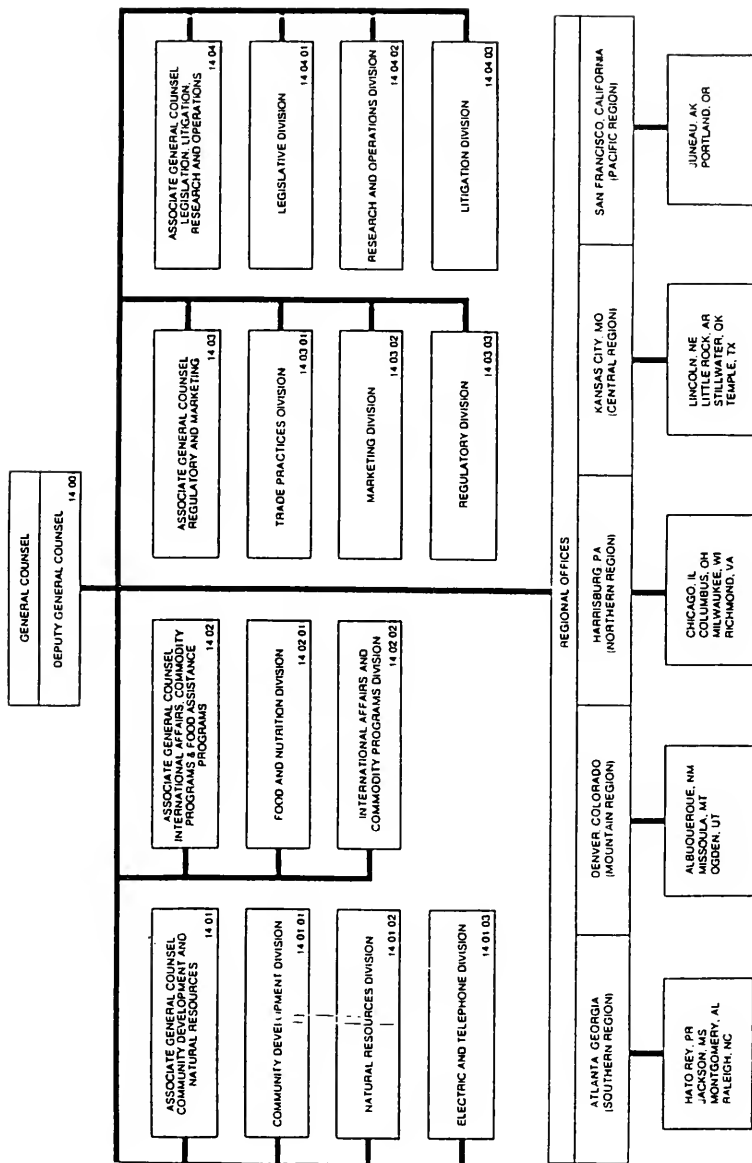 GENERAL COUNSEL
DEPUTY GENERAL COUNSEL
14 00
ASSOCIATE GENERAL COUNSEL
COMMUNITY DEVELOPMENT AND
NATURAL RESOURCES
14 01
COMMUNITY DEVELOPMENT DIVISION
14 01 01
NATURAL RESOURCES DIVISION
14 01 02
ELECTRIC AND TELEPHONE DIVISION
14 01 03
ASSOCIATE GENERAL COUNSEL
INTERNATIONAL AFFAIRS, COMMODITY
PROGRAMS & FOOD ASSISTANCE
PROGRAMS
14 02
FOOD AND NUTRITION DIVISION
14 02 01
INTERNATIONAL AFFAIRS AND
COMMODITY PROGRAMS DIVISION
14 02 02
ASSOCIATE GENERAL COUNSEL
REGULATORY AND MARKETING
14 03
TRADE PRACTICES DIVISION
14 03 01
MARKETING DIVISION
14 03 02
REGULATORY DIVISION
14 03 03
ASSOCIATE GENERAL COUNSEL
LEGISLATION, LITIGATION,
RESEARCH AND OPERATIONS
14 04
LEGISLATIVE DIVISION
14 04 01
RESEARCH AND OPERATIONS DIVISION
14 04 02
LITIGATION DIVISION
14 04 03
REGIONAL OFFICES
ATLANTA GEORGIA
(SOUTHERN REGION)
DENVER, COLORADO
(MOUNTAIN REGION)
HARRISBURG, PA
(NORTHERN REGION)
KANSAS CITY, MO
(CENTRAL REGION)
SAN FRANCISCO, CALIFORNIA
(PACIFIC REGION)
HATO REY, PR
JACKSON, MS
MONTGOMERY, AL
RALEIGH, NC
ALBUQUERQUE, NM
MISSOULA, MT
OGDEN, UT
CHICAGO, IL
COLUMBUS, OH
MILWAUKEE, WI
RICHMOND, VA
LINCOLN, NE
LITTLE ROCK, AR
STILLWATER, OK
TEMPLE, TX
JUNEAU, AK
PORTLAND, OR